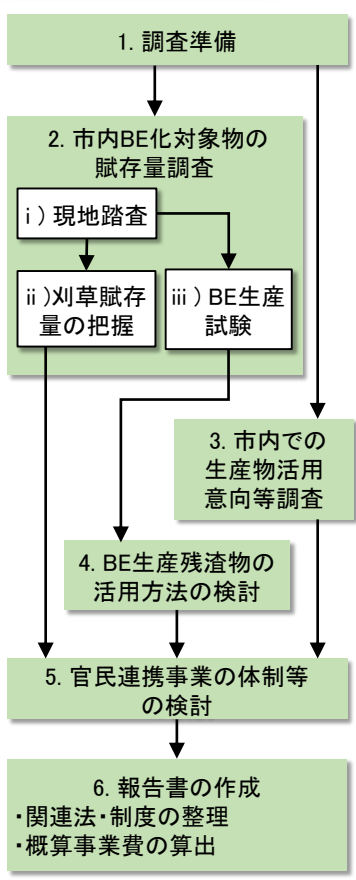 1. 調査準備
2. 市内BE化対象物の
賦存量調査
ⅰ）現地踏査
ⅱ）刈草賦存
量の把握
ⅲ）BE生産
試験
3. 市内での
生産物活用
意向等調査
4. BE生産残渣物の
活用方法の検討
5. 官民連携事業の体制等
の検討
6. 報告書の作成
・関連法・制度の整理
・概算事業費の算出